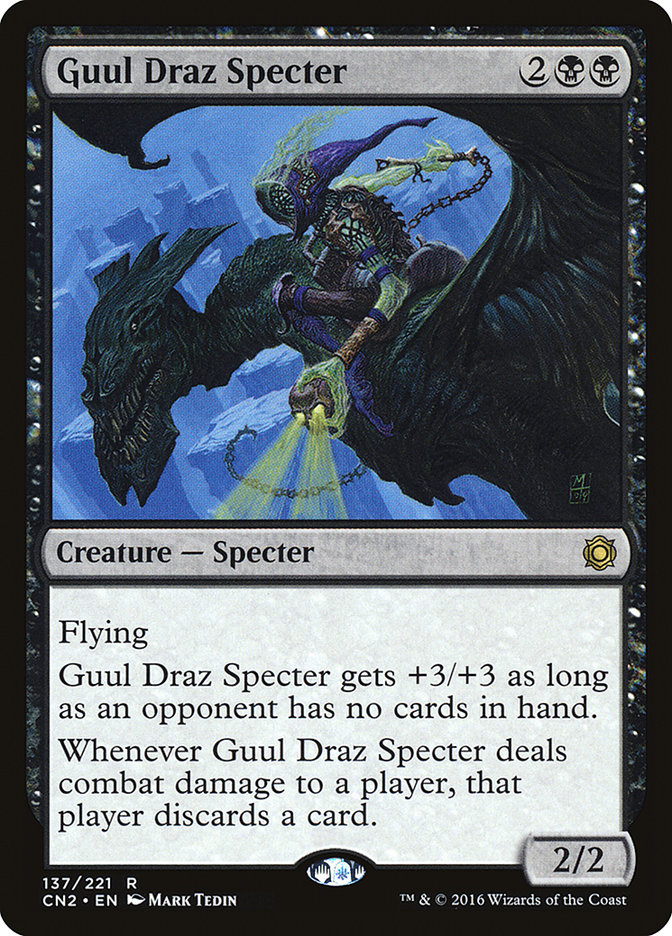 Guul Draz Specter 2
M
09
Creature — Specter
Flying
Guul Draz Specter gets +3/+3 as long
as an opponent has no cards in hand.
Whenever Guul Draz Specter deals
combat damage to a player, that
player discards a card.
2/2
137/221 R
CN2 • EN Mark Tedin
™ & © 2016 Wizards of the Coast